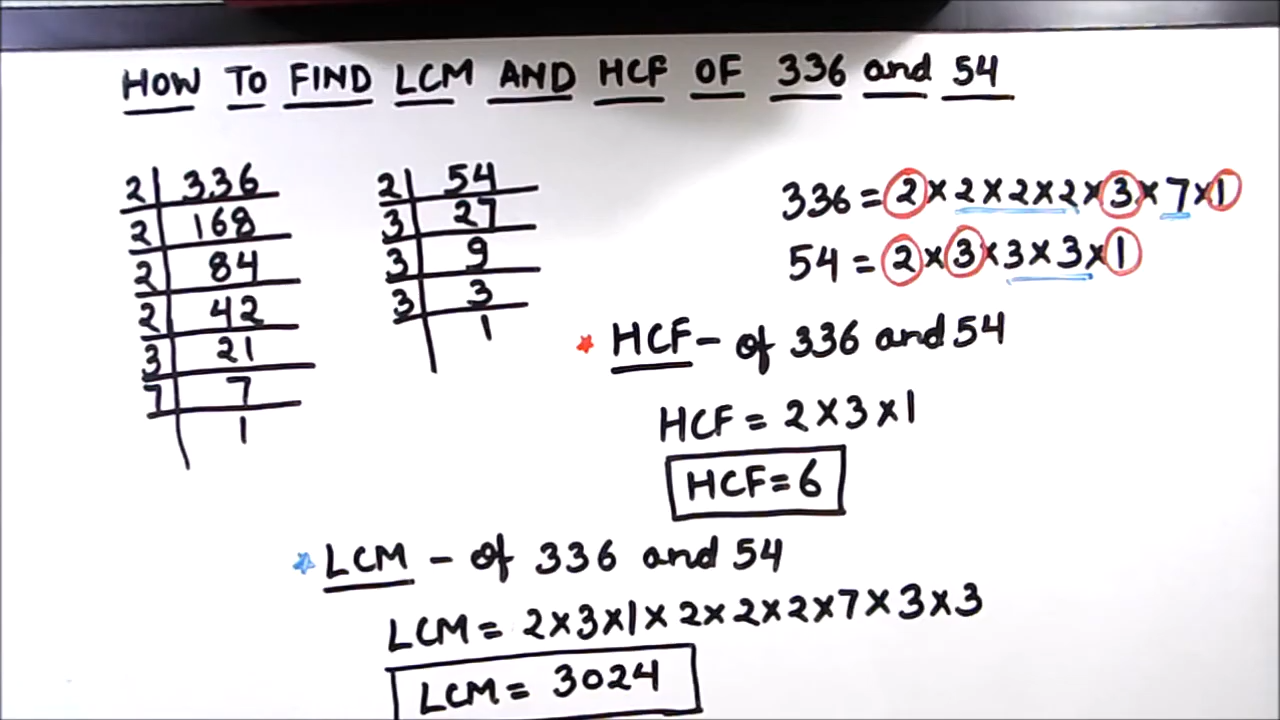 HOW TO FIND LCM AND HCF OF 336 and 54
2 336
2 168
2 84
2 42
3 21
7 7
1
2 54
3 27
3 9
3 3
1
336 = 2 × 2 × 2 × 2 × 3 × 7 × 1
54 = 2 × 3 × 3 × 3 × 1
* HCF - of 336 and 54
HCF = 2 × 3 × 1
HCF = 6
* LCM - of 336 and 54
LCM = 2 × 3 × 1 × 2 × 2 × 2 × 7 × 3 × 3
LCM = 3024